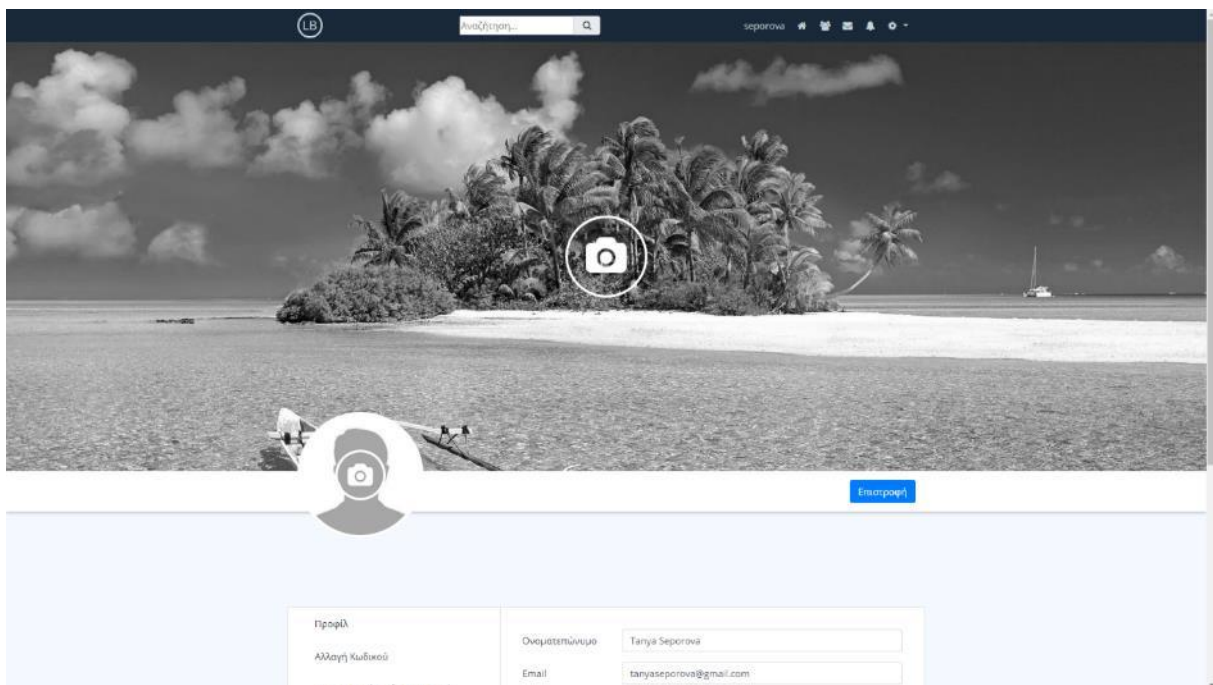 LB
Αναζήτηση...
seporova
Επιστροφή
Προφίλ
Αλλαγή Κωδικού
Ονοματεπώνυμο
Tanya Seporova
Email
tanyaseporova@gmail.com